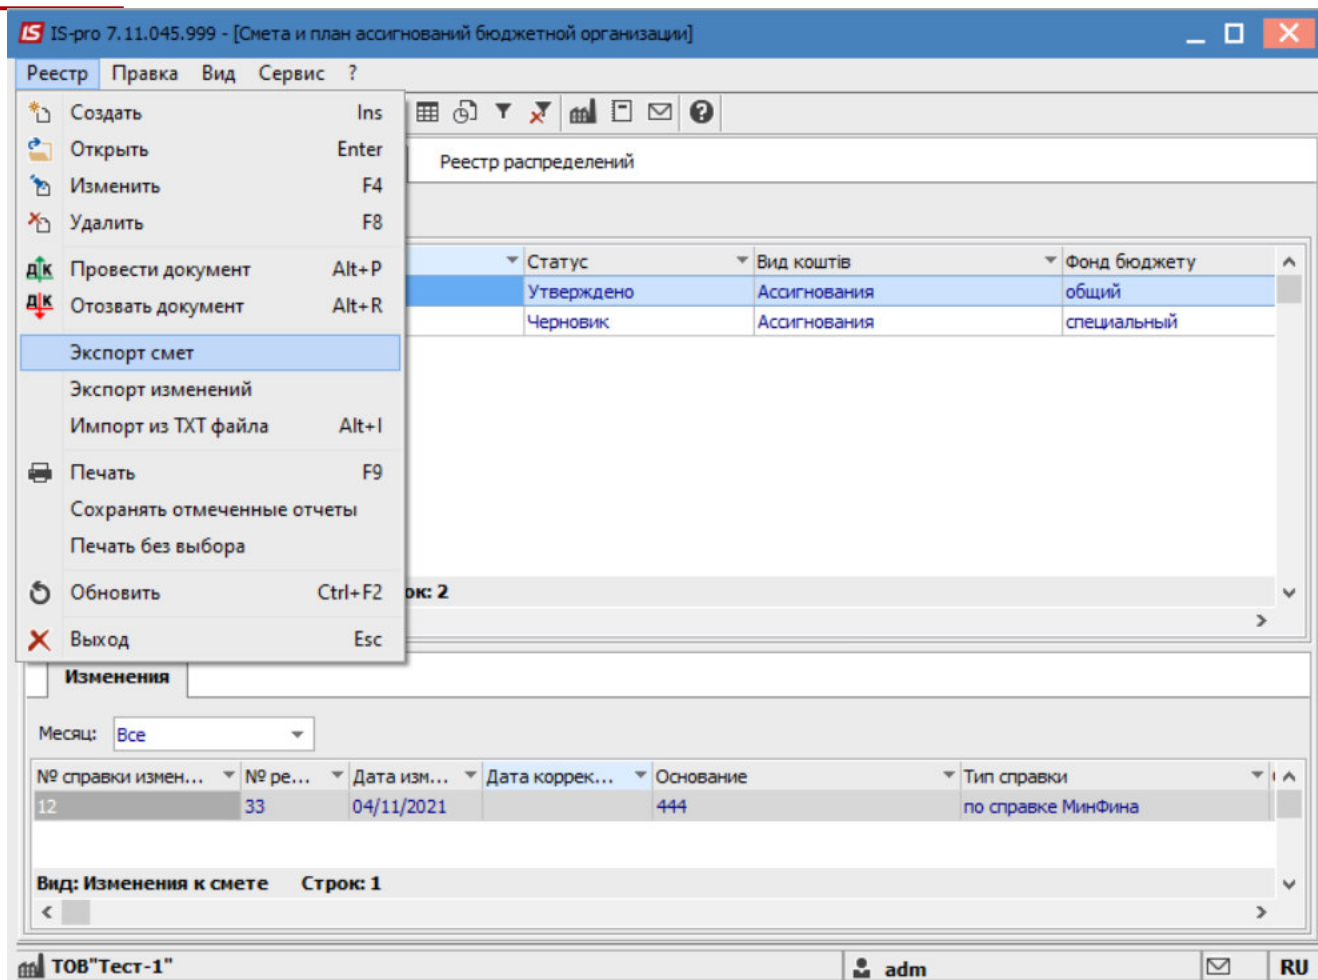 IS-pro 7.11.045.999 - [Смета и план ассигнований бюджетной организации]
Реестр Правка Вид Сервис ?
Создать Ins
Открыть Enter
Реестр распределений
Изменить F4
Удалить F8
Статус Вид коштів Фонд бюджету
Провести документ Alt+P
Утверждено Ассигнования общий
Отозвать документ Alt+R
Черновик Ассигнования специальный
Экспорт смет
Экспорт изменений
Импорт из TXT файла Alt+I
Печать F9
Сохранять отмеченные отчеты
Печать без выбора
Обновить Ctrl+F2
ок: 2
Выход Esc
Изменения
Месяц: Все
№ справки измен... № ре... Дата изм... Дата коррек... Основание Тип справки
12 33 04/11/2021 444 по справке МинФина
Вид: Изменения к смете Строк: 1
ТОВ"Тест-1" adm RU